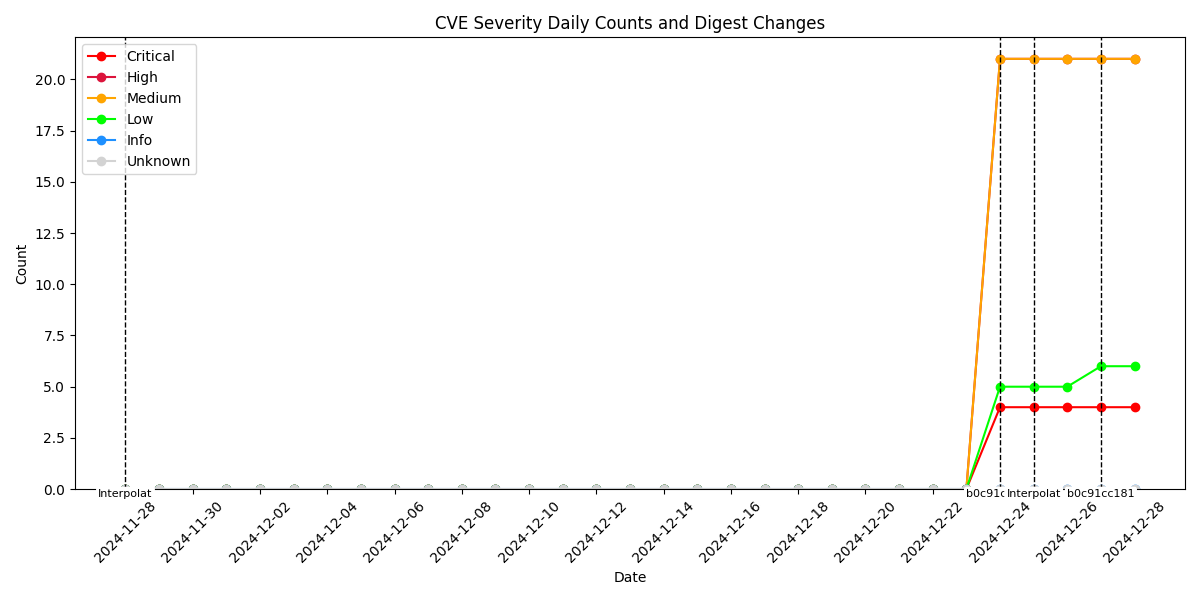 CVE Severity Daily Counts and Digest Changes
Critical
High
Medium
Low
Info
Unknown
Count
20.0
17.5
15.0
12.5
10.0
7.5
5.0
2.5
0.0
Interpolat
b0c91c
Interpolat
b0c91cc181
2024-11-28
2024-11-30
2024-12-02
2024-12-04
2024-12-06
2024-12-08
2024-12-10
2024-12-12
2024-12-14
2024-12-16
2024-12-18
2024-12-20
2024-12-22
2024-12-24
2024-12-26
2024-12-28
Date